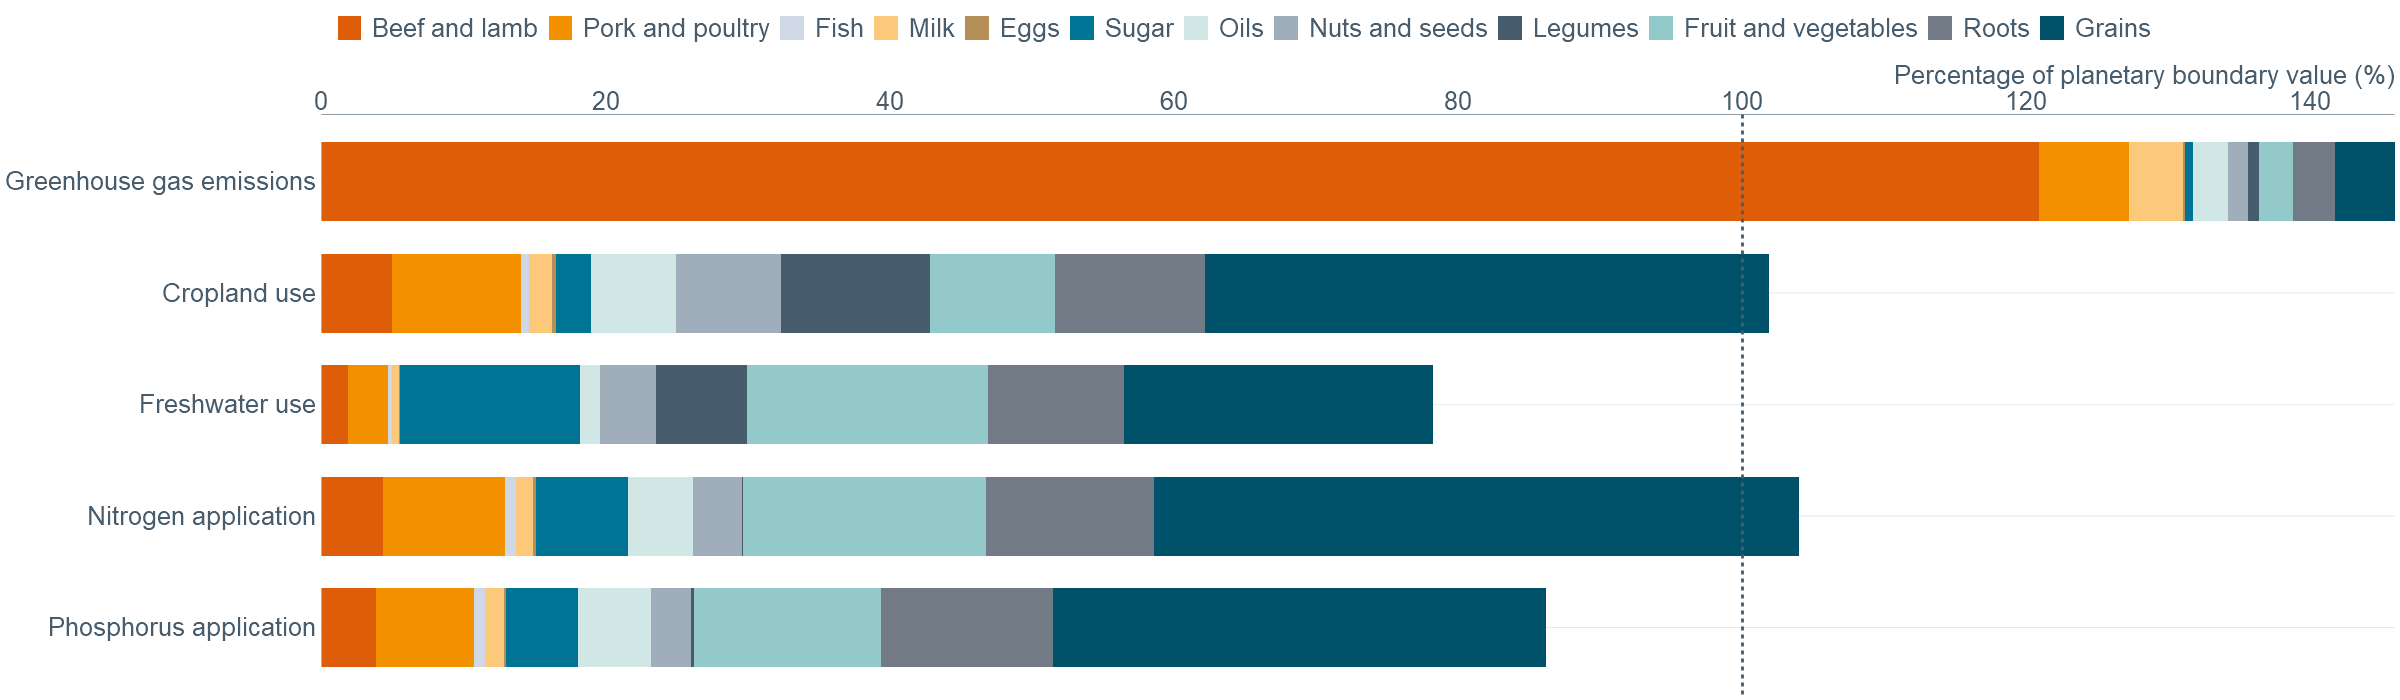 Beef and lamb Pork and poultry Fish Milk Eggs Sugar Oils Nuts and seeds Legumes Fruit and vegetables Roots Grains
Percentage of planetary boundary value (%)
0 20 40 60 80 100 120 140
Greenhouse gas emissions
Cropland use
Freshwater use
Nitrogen application
Phosphorus application